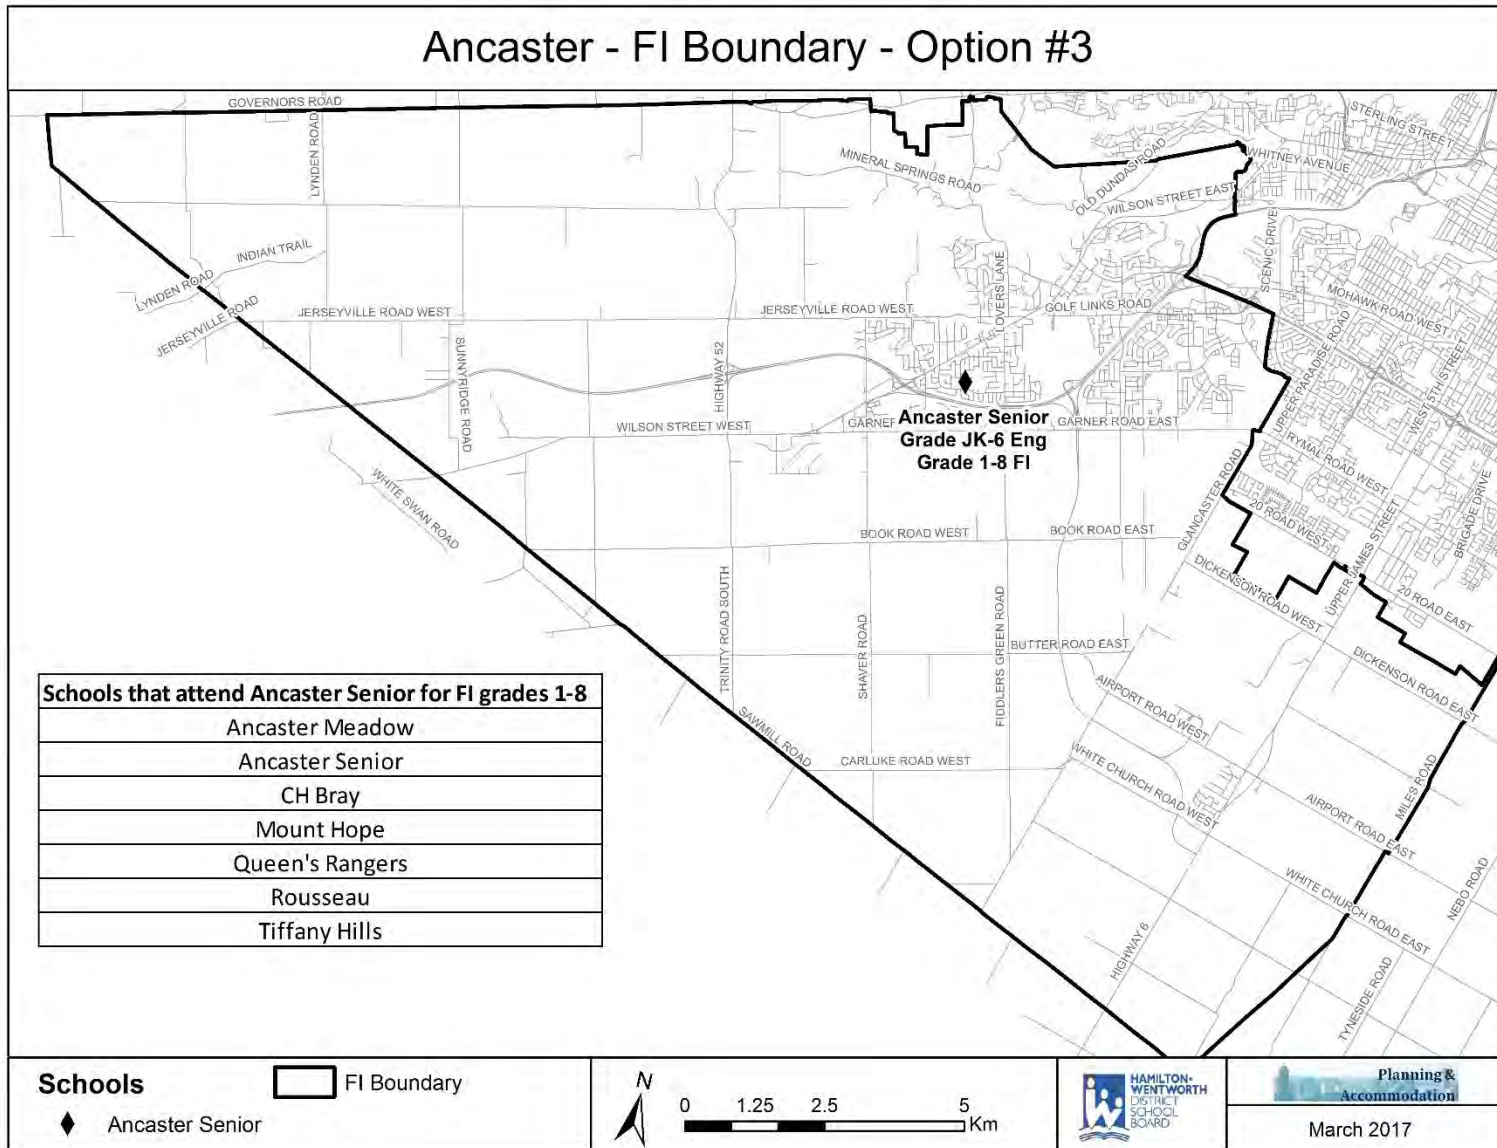 Ancaster - FI Boundary - Option #3
GOVERNORS ROAD
LYNDEN ROAD
STERLING STREET
WHITNEY AVENUE
MINERAL SPRINGS ROAD
OLD DUNDAS ROAD
WILSON STREET EAST
SCENIC DRIVE
INDIAN TRAIL
LYNDEN ROAD
JERSEYVILLE ROAD
JERSEYVILLE ROAD WEST
JERSEYVILLE ROAD WEST
LOVERS LANE
GOLF LINKS ROAD
MOHAWK ROAD WEST
SUNNYRIDGE ROAD
HIGHWAY 52
UPPER PARADISE ROAD
WEST 5TH STREET
Ancaster Senior
Grade JK-6 Eng
Grade 1-8 FI
WILSON STREET WEST
GARNER
GARNER ROAD EAST
RYMAL ROAD WEST
WHITE SWAN ROAD
GLANCASTER ROAD
20 ROAD WEST
BRIGADE DRIVE
BOOK ROAD WEST
BOOK ROAD EAST
DICKENSON ROAD WEST
UPPER JAMES STREET
20 ROAD EAST
TRINITY ROAD SOUTH
SHAVER ROAD
FIDDLERS GREEN ROAD
BUTTER ROAD EAST
DICKENSON ROAD EAST
AIRPORT ROAD WEST
SAWMILL ROAD
CARLUKE ROAD WEST
WHITE CHURCH ROAD WEST
MILES ROAD
AIRPORT ROAD EAST
WHITE CHURCH ROAD EAST
NEBO ROAD
HIGHWAY 6
TYNESIDE ROAD
Schools that attend Ancaster Senior for FI grades 1-8
Ancaster Meadow
Ancaster Senior
CH Bray
Mount Hope
Queen's Rangers
Rousseau
Tiffany Hills
Schools
FI Boundary
Ancaster Senior
N
0 1.25 2.5 5
Km
HAMILTON-
WENTWORTH
DISTRICT
SCHOOL
BOARD
Planning &
Accommodation
March 2017